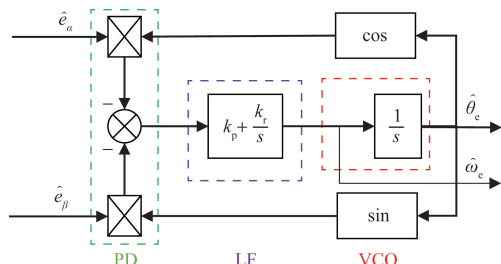 ê_α
cos
−
k_p + k_r/s
1/s
θ̂_e
−
ω̂_e
ê_β
sin
PD
LF
VCO